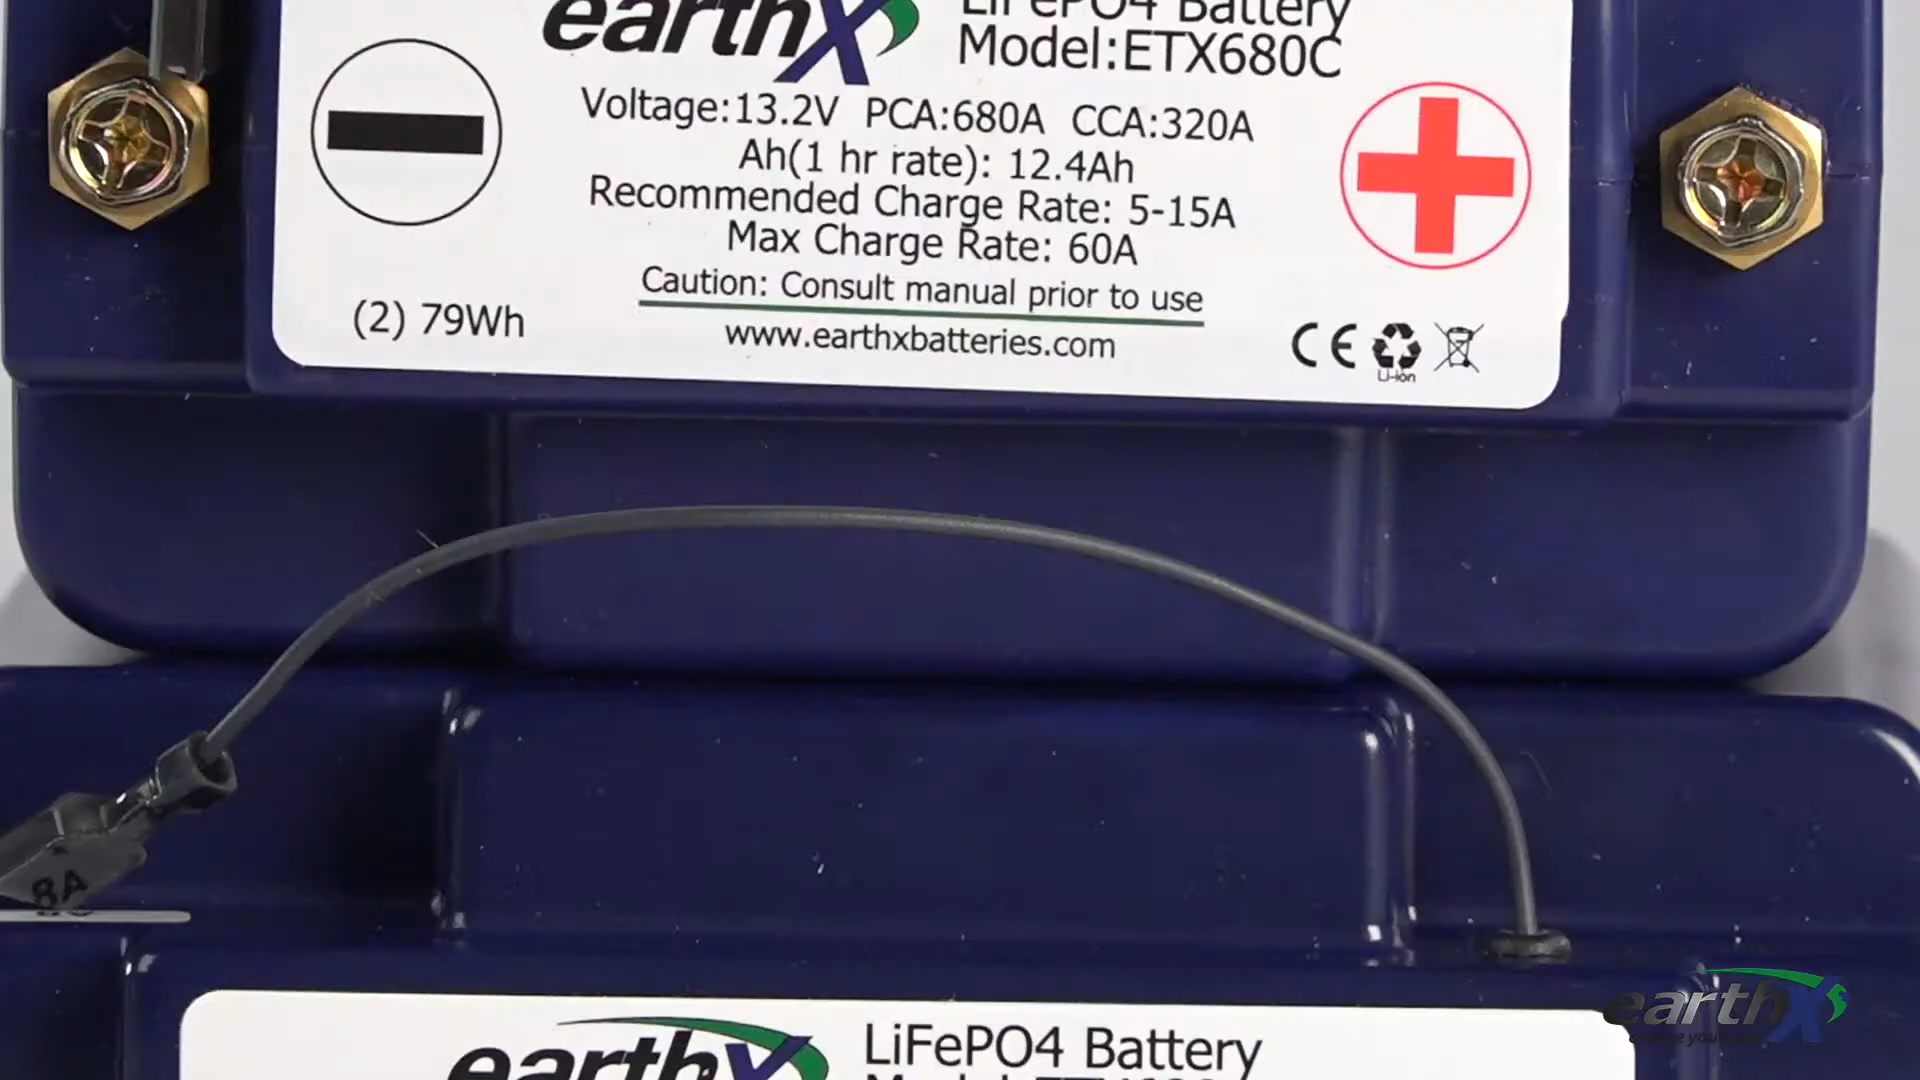 earthX
LiFePO4 Battery
Model:ETX680C
Voltage:13.2V PCA:680A CCA:320A
Ah(1 hr rate): 12.4Ah
Recommended Charge Rate: 5-15A
Max Charge Rate: 60A
Caution: Consult manual prior to use
(2) 79Wh
www.earthxbatteries.com
CE
Li-ion
8A
earthX
LiFePO4 Battery
earthX